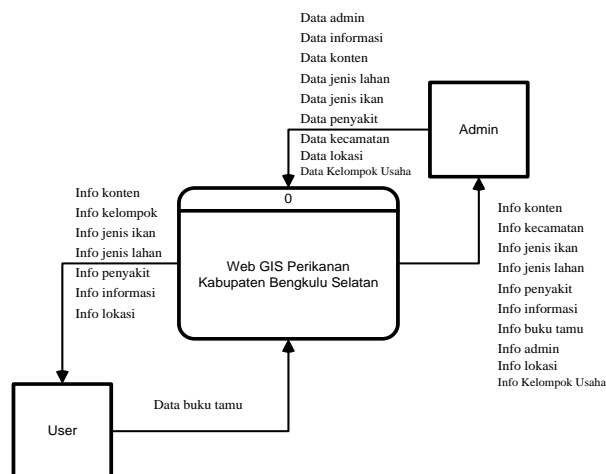 Data admin
Data informasi
Data konten
Data jenis lahan
Data jenis ikan
Data penyakit
Data kecamatan
Data lokasi
Data Kelompok Usaha
Admin
Info konten
Info kelompok
Info jenis ikan
Info jenis lahan
Info penyakit
Info informasi
Info lokasi
0
Web GIS Perikanan
Kabupaten Bengkulu Selatan
Info konten
Info kecamatan
Info jenis ikan
Info jenis lahan
Info penyakit
Info informasi
Info buku tamu
Info admin
Info lokasi
Info Kelompok Usaha
Data buku tamu
User